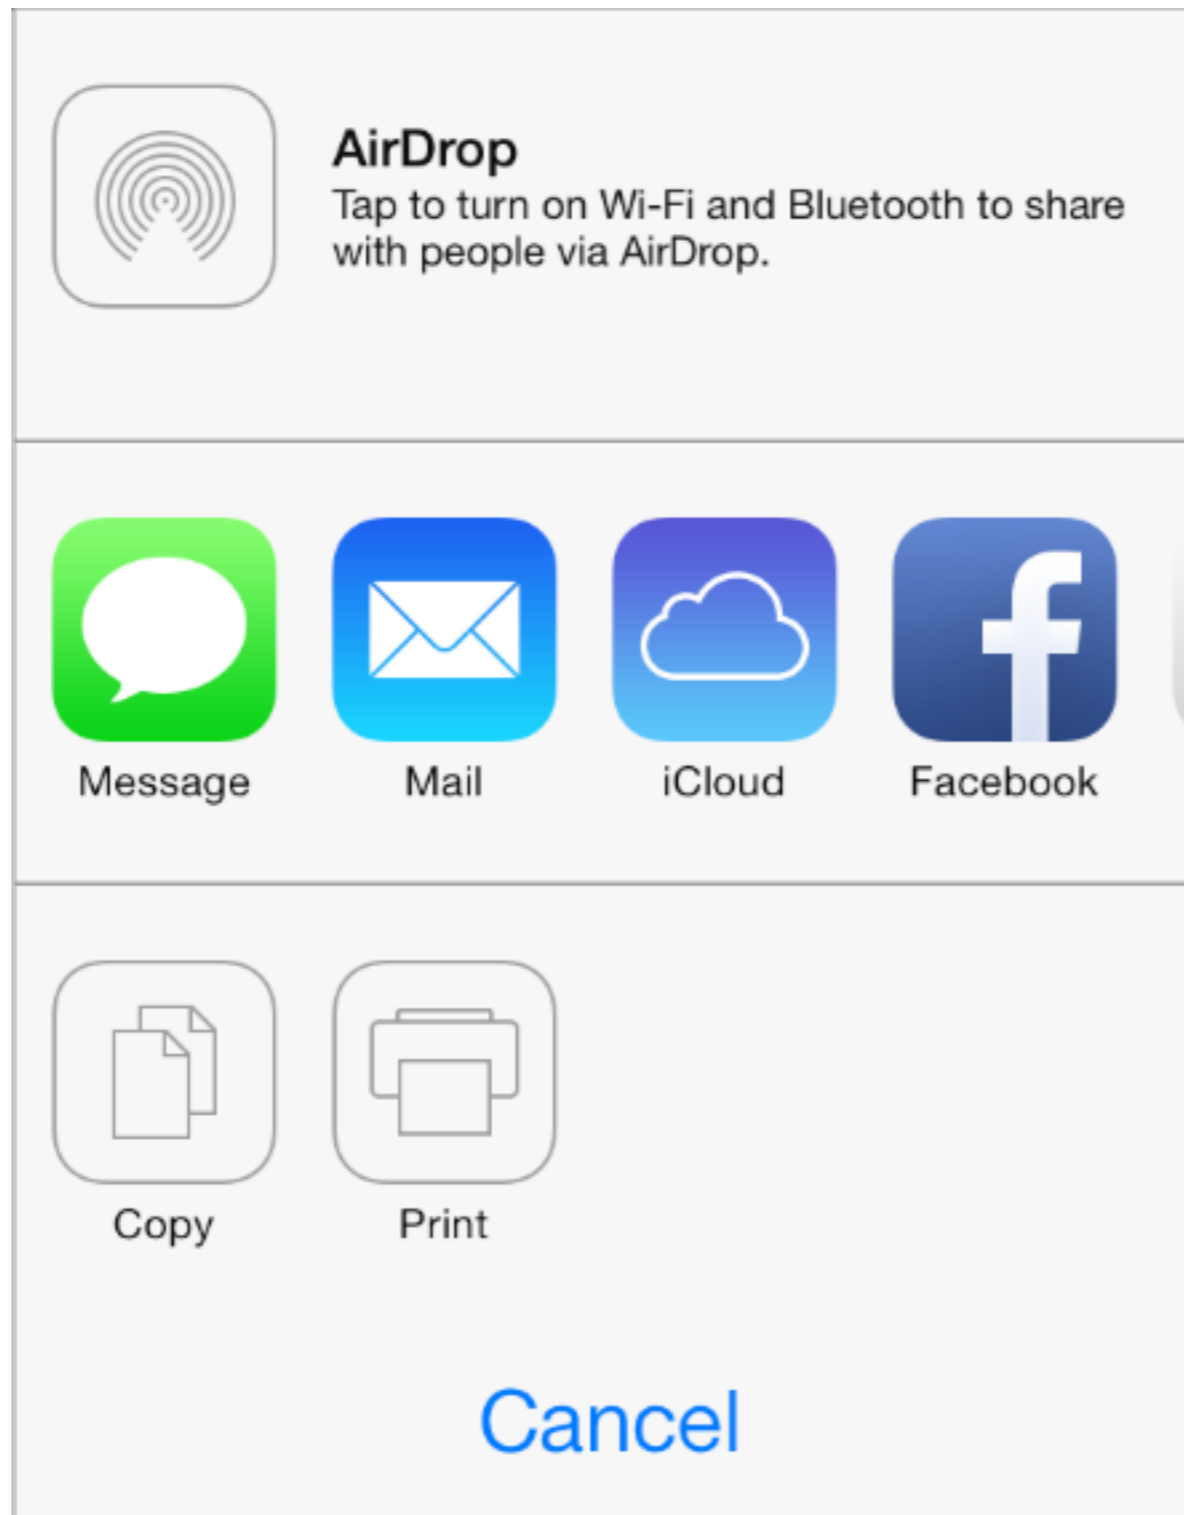 AirDrop
Tap to turn on Wi-Fi and Bluetooth to share
with people via AirDrop.
Message
Mail
iCloud
Facebook
Copy
Print
Cancel